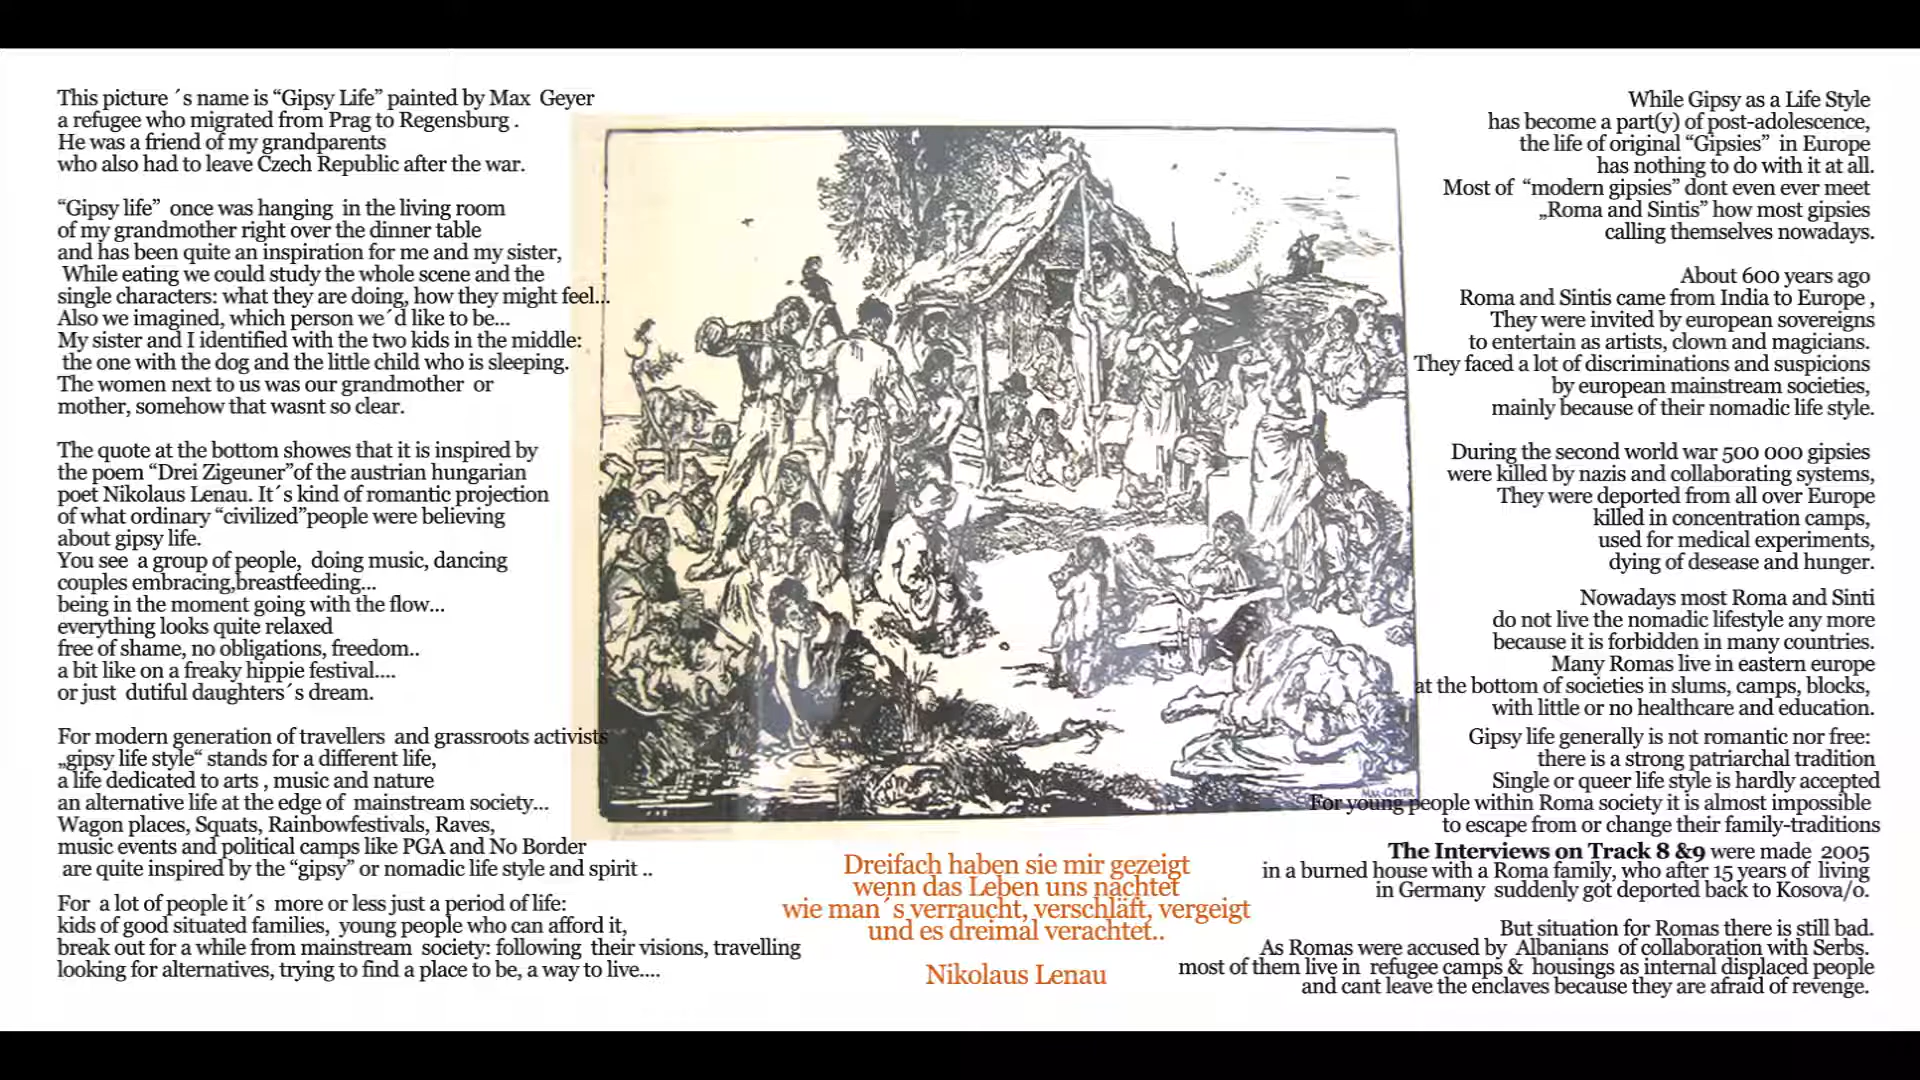 This picture ´s name is “Gipsy Life” painted by Max Geyer
a refugee who migrated from Prag to Regensburg .
He was a friend of my grandparents
who also had to leave Czech Republic after the war.
“Gipsy life” once was hanging in the living room
of my grandmother right over the dinner table
and has been quite an inspiration for me and my sister,
While eating we could study the whole scene and the
single characters: what they are doing, how they might feel...
Also we imagined, which person we´d like to be...
My sister and I identified with the two kids in the middle:
the one with the dog and the little child who is sleeping.
The women next to us was our grandmother or
mother, somehow that wasnt so clear.
The quote at the bottom showes that it is inspired by
the poem “Drei Zigeuner”of the austrian hungarian
poet Nikolaus Lenau. It´s kind of romantic projection
of what ordinary “civilized”people were believing
about gipsy life.
You see a group of people, doing music, dancing
couples embracing,breastfeeding...
being in the moment going with the flow...
everything looks quite relaxed
free of shame, no obligations, freedom..
a bit like on a freaky hippie festival....
or just dutiful daughters´s dream.
For modern generation of travellers and grassroots activists
„gipsy life style“ stands for a different life,
a life dedicated to arts , music and nature
an alternative life at the edge of mainstream society...
Wagon places, Squats, Rainbowfestivals, Raves,
music events and political camps like PGA and No Border
are quite inspired by the “gipsy” or nomadic life style and spirit ..
For a lot of people it´s more or less just a period of life:
kids of good situated families, young people who can afford it,
break out for a while from mainstream society: following their visions, travelling
looking for alternatives, trying to find a place to be, a way to live....
MAX-GEYER
Dreifach haben sie mir gezeigt
wenn das Leben uns nachtet
wie man´s verraucht, verschläft, vergeigt
und es dreimal verachtet..
Nikolaus Lenau
While Gipsy as a Life Style
has become a part(y) of post-adolescence,
the life of original “Gipsies” in Europe
has nothing to do with it at all.
Most of “modern gipsies” dont even ever meet
„Roma and Sintis” how most gipsies
calling themselves nowadays.
About 600 years ago
Roma and Sintis came from India to Europe ,
They were invited by european sovereigns
to entertain as artists, clown and magicians.
They faced a lot of discriminations and suspicions
by european mainstream societies,
mainly because of their nomadic life style.
During the second world war 500 000 gipsies
were killed by nazis and collaborating systems,
They were deported from all over Europe
killed in concentration camps,
used for medical experiments,
dying of desease and hunger.
Nowadays most Roma and Sinti
do not live the nomadic lifestyle any more
because it is forbidden in many countries.
Many Romas live in eastern europe
at the bottom of societies in slums, camps, blocks,
with little or no healthcare and education.
Gipsy life generally is not romantic nor free:
there is a strong patriarchal tradition
Single or queer life style is hardly accepted
For young people within Roma society it is almost impossible
to escape from or change their family-traditions
The Interviews on Track 8 &9 were made 2005
in a burned house with a Roma family, who after 15 years of living
in Germany suddenly got deported back to Kosova/o.
But situation for Romas there is still bad.
As Romas were accused by Albanians of collaboration with Serbs.
most of them live in refugee camps & housings as internal displaced people
and cant leave the enclaves because they are afraid of revenge.